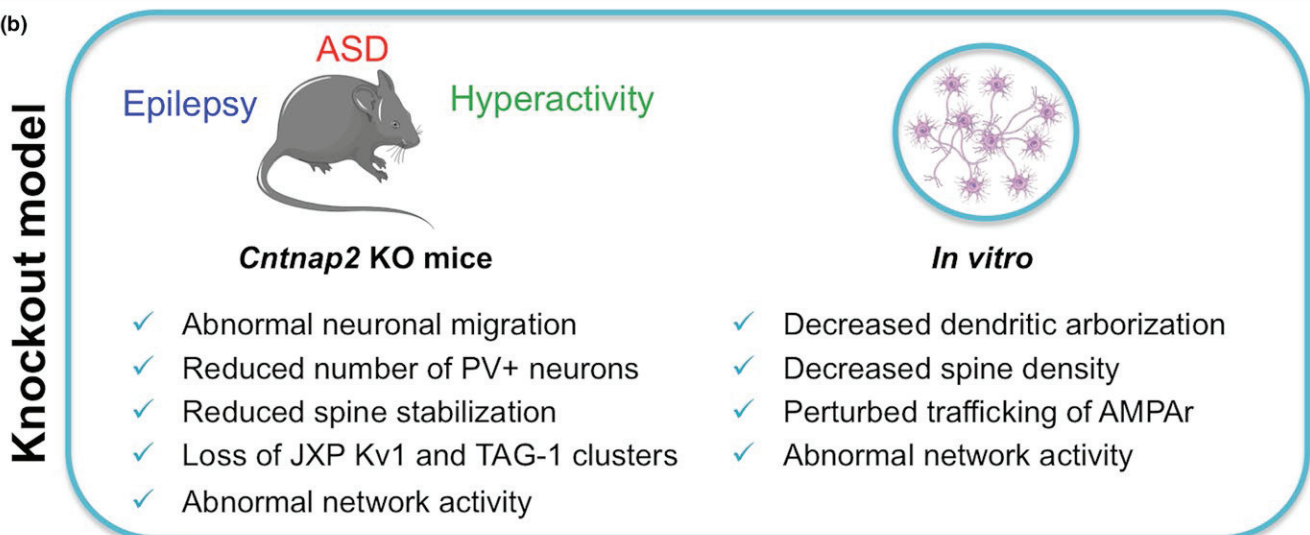 (b)
Knockout model
ASD
Epilepsy
Hyperactivity
Cntnap2 KO mice
✓ Abnormal neuronal migration
✓ Reduced number of PV+ neurons
✓ Reduced spine stabilization
✓ Loss of JXP Kv1 and TAG-1 clusters
✓ Abnormal network activity
In vitro
✓ Decreased dendritic arborization
✓ Decreased spine density
✓ Perturbed trafficking of AMPAr
✓ Abnormal network activity